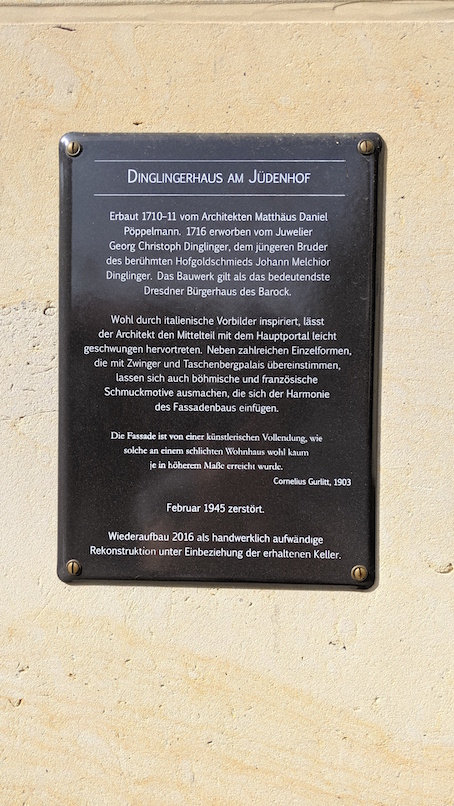 DINGLINGERHAUS AM JÜDENHOF
Erbaut 1710-11 vom Architekten Matthäus Daniel
Pöppelmann. 1716 erworben vom Juwelier
Georg Christoph Dinglinger, dem jüngeren Bruder
des berühmten Hofgoldschmieds Johann Melchior
Dinglinger. Das Bauwerk gilt als das bedeutendste
Dresdner Bürgerhaus des Barock.
Wohl durch italienische Vorbilder inspiriert, lässt
der Architekt den Mittelteil mit dem Hauptportal leicht
geschwungen hervortreten. Neben zahlreichen Einzelformen,
die mit Zwinger und Taschenbergpalais übereinstimmen,
lassen sich auch böhmische und französische
Schmuckmotive ausmachen, die sich der Harmonie
des Fassadenbaus einfügen.
Die Fassade ist von einer künstlerischen Vollendung, wie
solche an einem schlichten Wohnhaus wohl kaum
je in höherem Maße erreicht wurde.
Cornelius Gurlitt, 1903
Februar 1945 zerstört.
Wiederaufbau 2016 als handwerklich aufwändige
Rekonstruktion unter Einbeziehung der erhaltenen Keller.